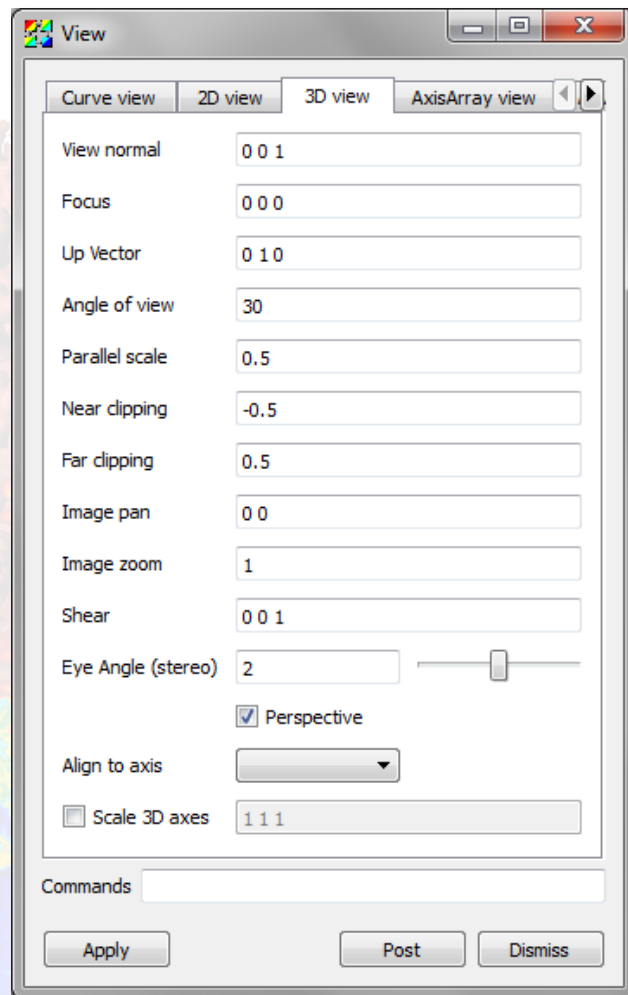 View
Curve view 2D view 3D view AxisArray view
View normal 0 0 1
Focus 0 0 0
Up Vector 0 1 0
Angle of view 30
Parallel scale 0.5
Near clipping -0.5
Far clipping 0.5
Image pan 0 0
Image zoom 1
Shear 0 0 1
Eye Angle (stereo) 2
Perspective
Align to axis
Scale 3D axes 1 1 1
Commands
Apply Post Dismiss